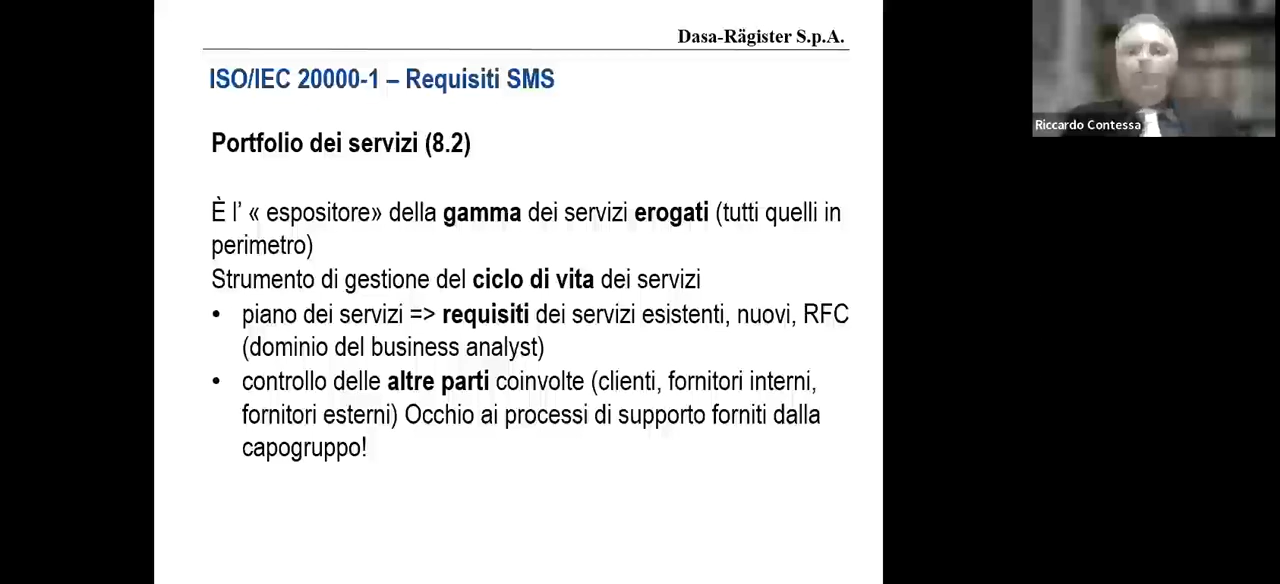 Dasa-Rägister S.p.A.
ISO/IEC 20000-1 – Requisiti SMS
Riccardo Contessa
Portfolio dei servizi (8.2)
È l' « espositore» della gamma dei servizi erogati (tutti quelli in
perimetro)
Strumento di gestione del ciclo di vita dei servizi
• piano dei servizi => requisiti dei servizi esistenti, nuovi, RFC
(dominio del business analyst)
• controllo delle altre parti coinvolte (clienti, fornitori interni,
fornitori esterni) Occhio ai processi di supporto forniti dalla
capogruppo!